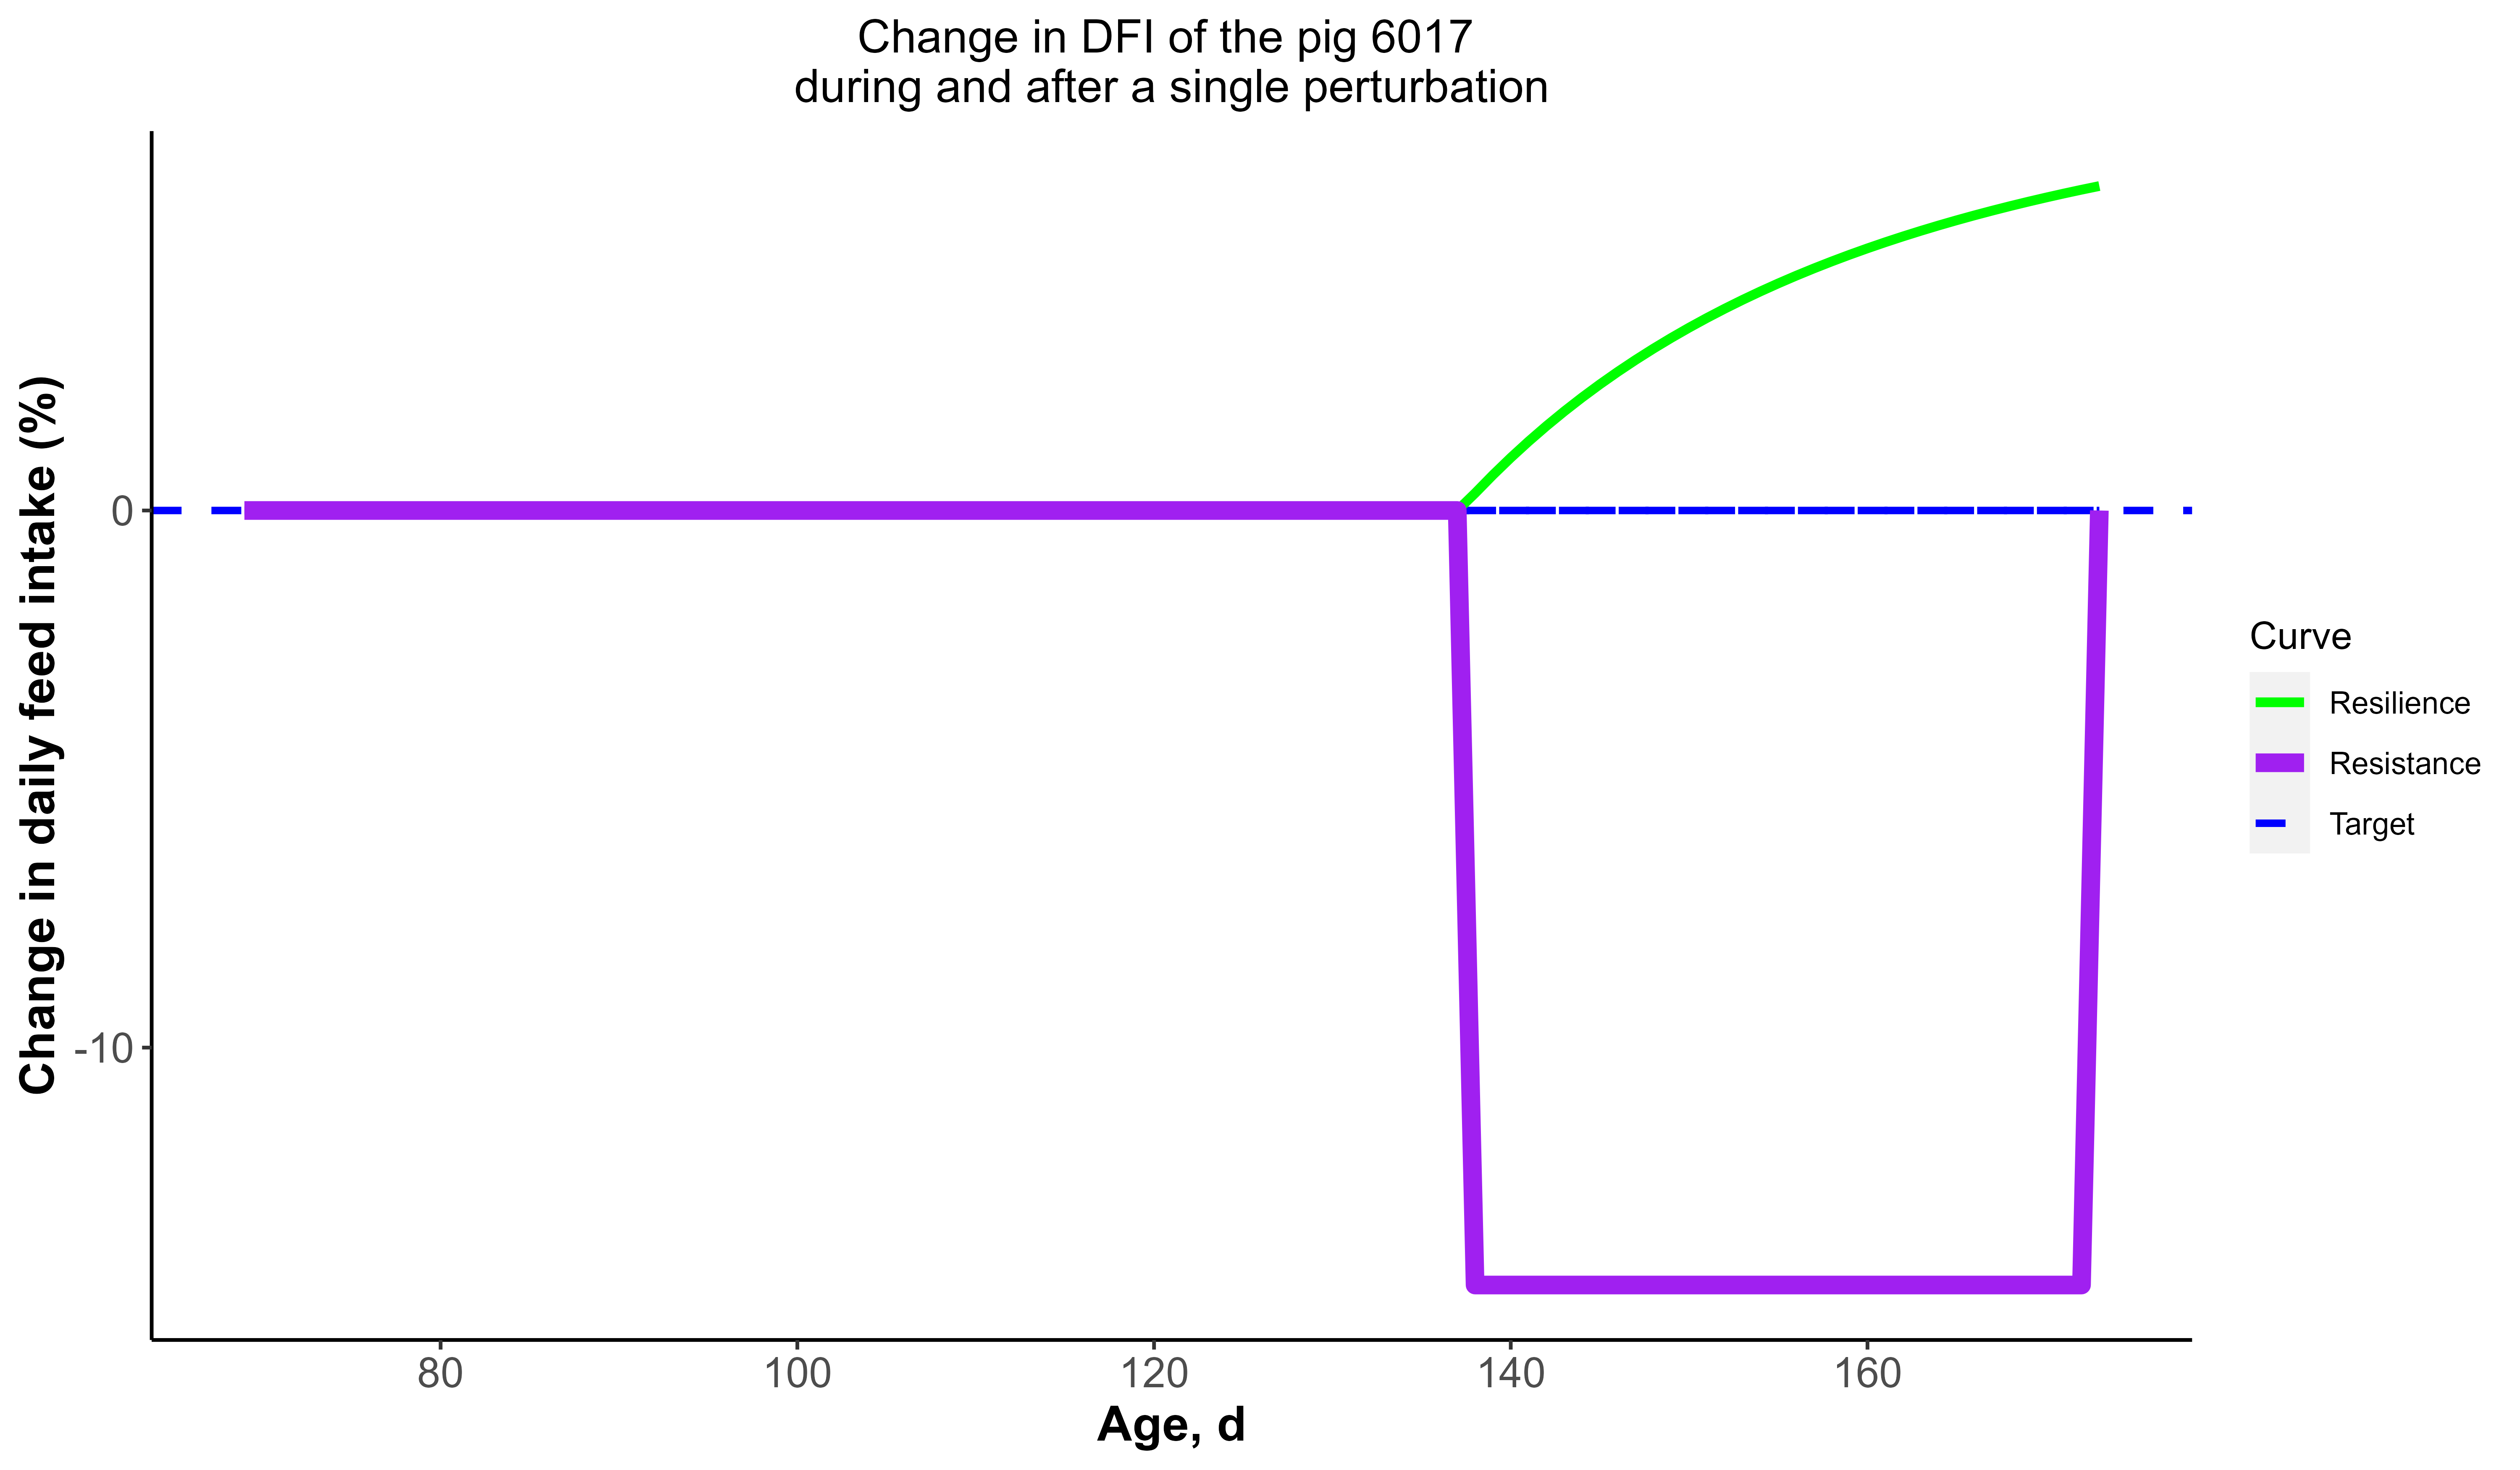 Change in DFI of the pig 6017
during and after a single perturbation
Change in daily feed intake (%)
0
-10
80
100
120
140
160
Age, d
Curve
Resilience
Resistance
Target